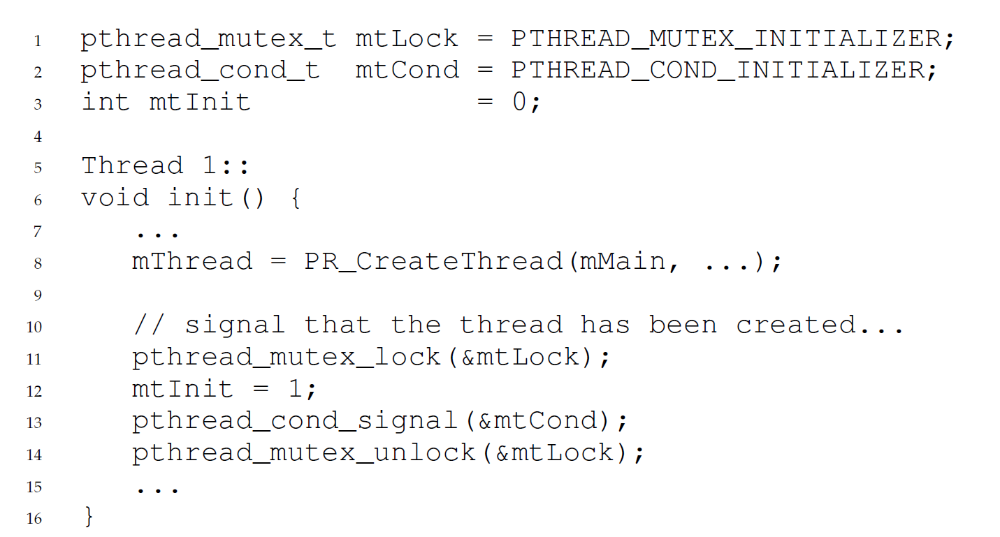 1 pthread_mutex_t mtLock = PTHREAD_MUTEX_INITIALIZER;
2 pthread_cond_t  mtCond = PTHREAD_COND_INITIALIZER;
3 int mtInit             = 0;
4
5 Thread 1::
6 void init() {
7    ...
8    mThread = PR_CreateThread(mMain, ...);
9
10    // signal that the thread has been created...
11    pthread_mutex_lock(&mtLock);
12    mtInit = 1;
13    pthread_cond_signal(&mtCond);
14    pthread_mutex_unlock(&mtLock);
15    ...
16 }